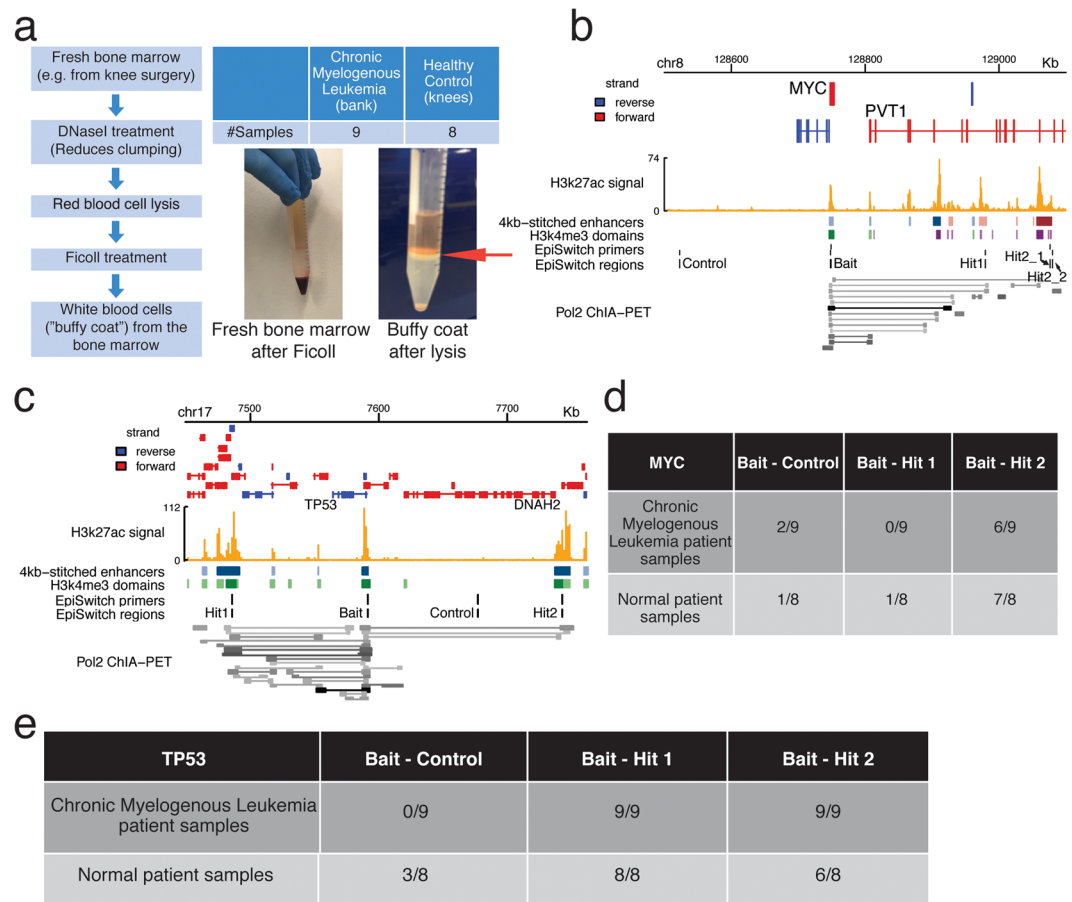 a
Fresh bone marrow
(e.g. from knee surgery)
DNaseI treatment
(Reduces clumping)
Red blood cell lysis
Ficoll treatment
White blood cells
("buffy coat") from the
bone marrow
Chronic
Myelogenous
Leukemia
(bank)
Healthy
Control
(knees)
#Samples 9 8
Fresh bone marrow
after Ficoll
Buffy coat
after lysis
b
chr8 128600 128800 129000 Kb
strand
reverse
forward
MYC
PVT1
74
H3k27ac signal
0
4kb−stitched enhancers
H3k4me3 domains
EpiSwitch primers
EpiSwitch regions
Control Bait Hit1 Hit2_1 Hit2_2
Pol2 ChIA−PET
c
chr17 7500 7600 7700 Kb
strand
reverse
forward
TP53 DNAH2
112
H3k27ac signal
0
4kb−stitched enhancers
H3k4me3 domains
EpiSwitch primers
EpiSwitch regions
Hit1 Bait Control Hit2
Pol2 ChIA−PET
d
MYC Bait - Control Bait - Hit 1 Bait - Hit 2
Chronic
Myelogenous
Leukemia patient
samples
2/9 0/9 6/9
Normal patient
samples
1/8 1/8 7/8
e
TP53 Bait - Control Bait - Hit 1 Bait - Hit 2
Chronic Myelogenous Leukemia
patient samples
0/9 9/9 9/9
Normal patient samples 3/8 8/8 6/8